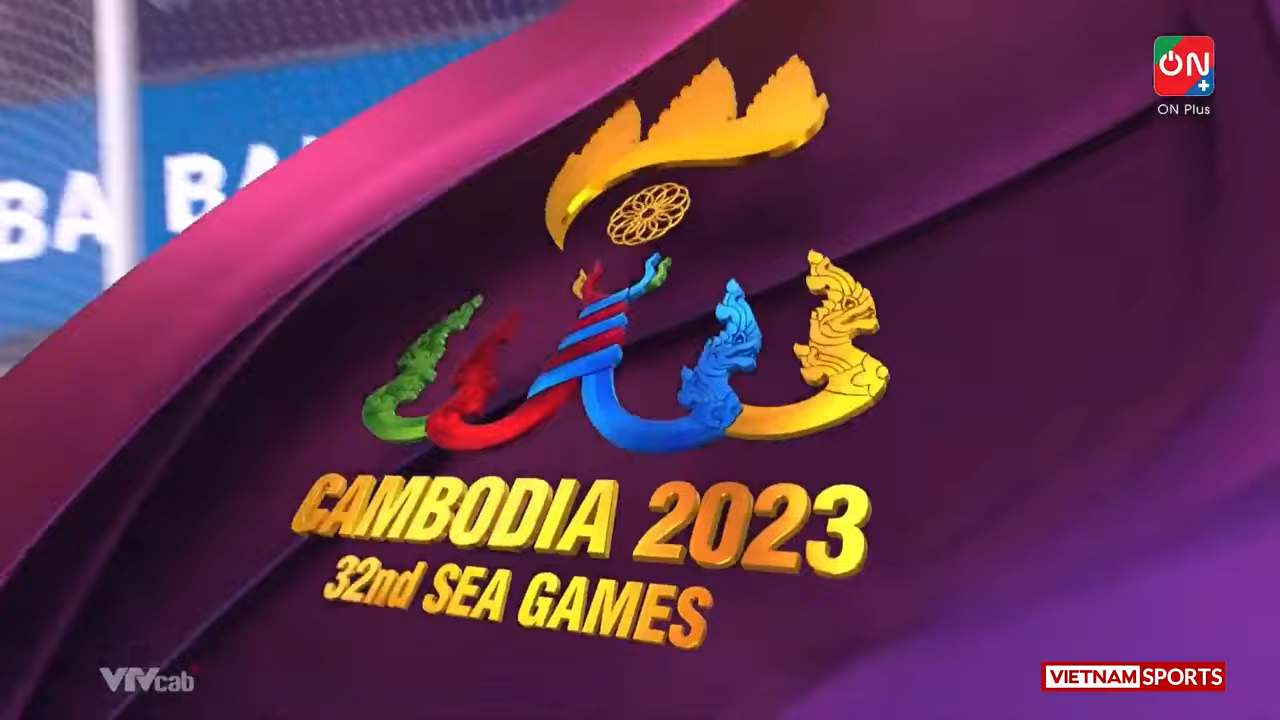 ON
ON Plus
BA BA
CAMBODIA 2023
32nd SEA GAMES
VTVcab
VIETNAM SPORTS